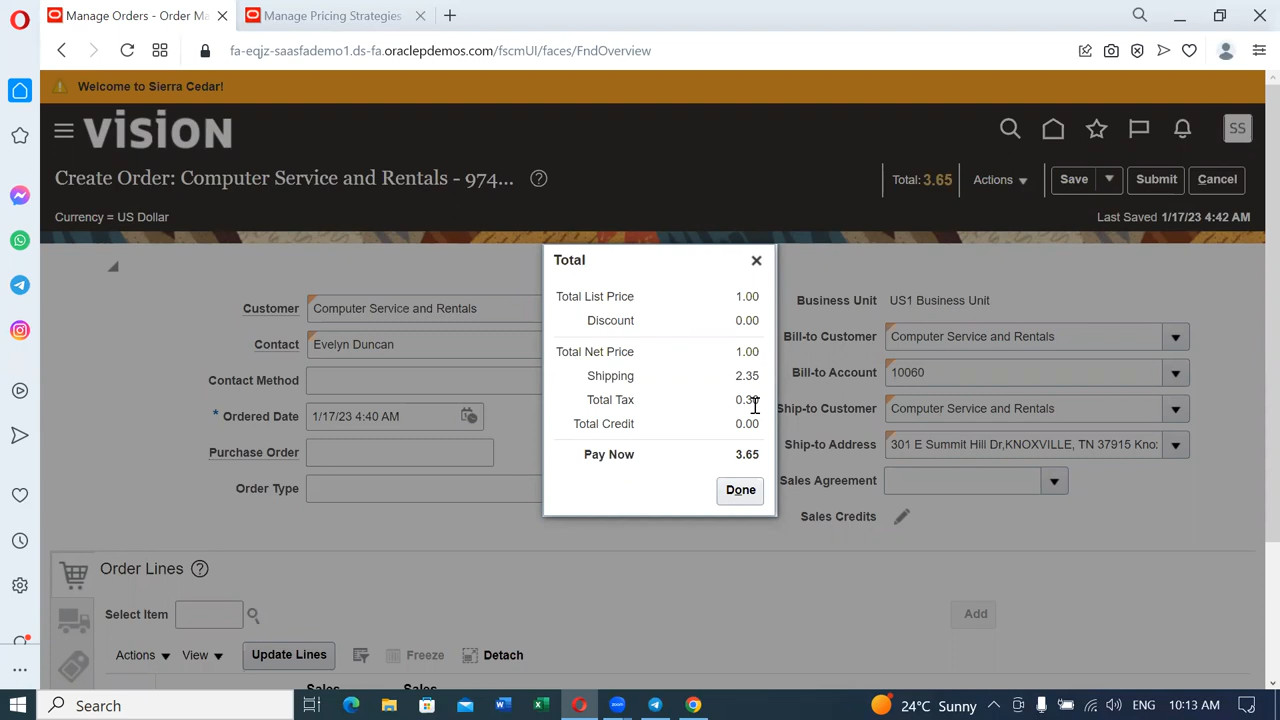 Manage Orders - Order Ma
Manage Pricing Strategies
fa-eqjz-saasfademo1.ds-fa.oraclepdemos.com/fscmUI/faces/FndOverview
Welcome to Sierra Cedar!
VISION
SS
Create Order: Computer Service and Rentals - 974...
Total: 3.65
Actions
Save
Submit
Cancel
Currency = US Dollar
Last Saved 1/17/23 4:42 AM
Total
Total List Price 1.00
Discount 0.00
Total Net Price 1.00
Shipping 2.35
Total Tax
Total Credit 0.00
Pay Now 3.65
Done
Customer Computer Service and Rentals
Contact Evelyn Duncan
Contact Method
* Ordered Date 1/17/23 4:40 AM
Purchase Order
Order Type
Business Unit US1 Business Unit
Bill-to Customer Computer Service and Rentals
Bill-to Account 10060
Ship-to Customer Computer Service and Rentals
Ship-to Address 301 E Summit Hill Dr,KNOXVILLE, TN 37915 Kno:
Sales Agreement
Sales Credits
Order Lines
Select Item
Add
Actions View Update Lines Freeze Detach
Sales Sales
Search
24°C Sunny
ENG
10:13 AM